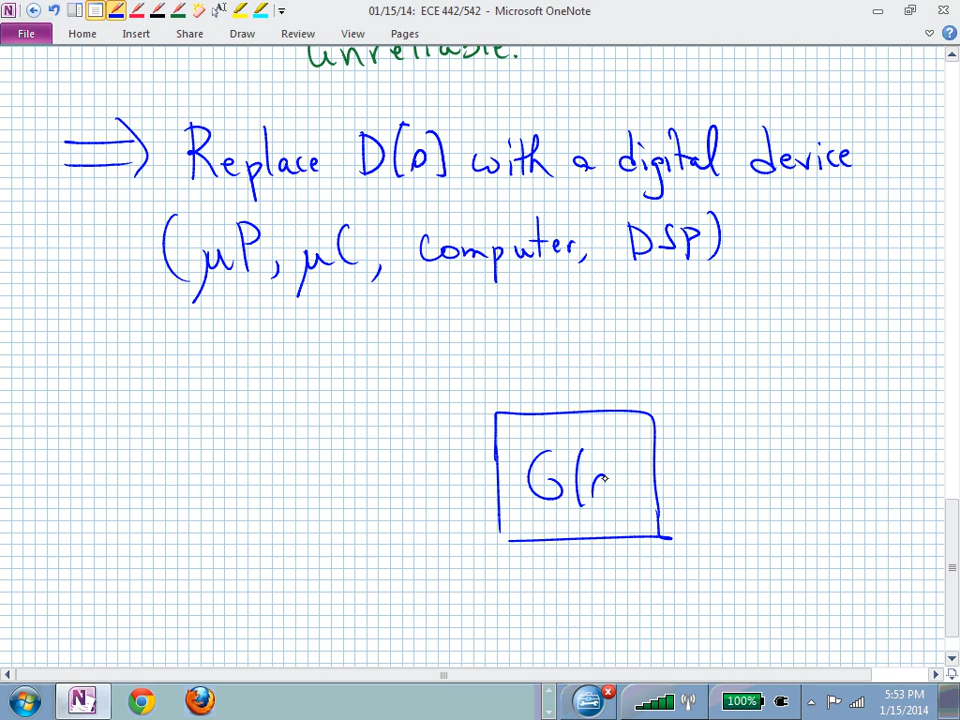 01/15/14: ECE 442/542 - Microsoft OneNote
File Home Insert Share Draw Review Pages
unreliable.
⇒ Replace D[s] with a digital device
(μP, μC, computer, DSP)
G(
100%
5:53 PM
1/15/2014